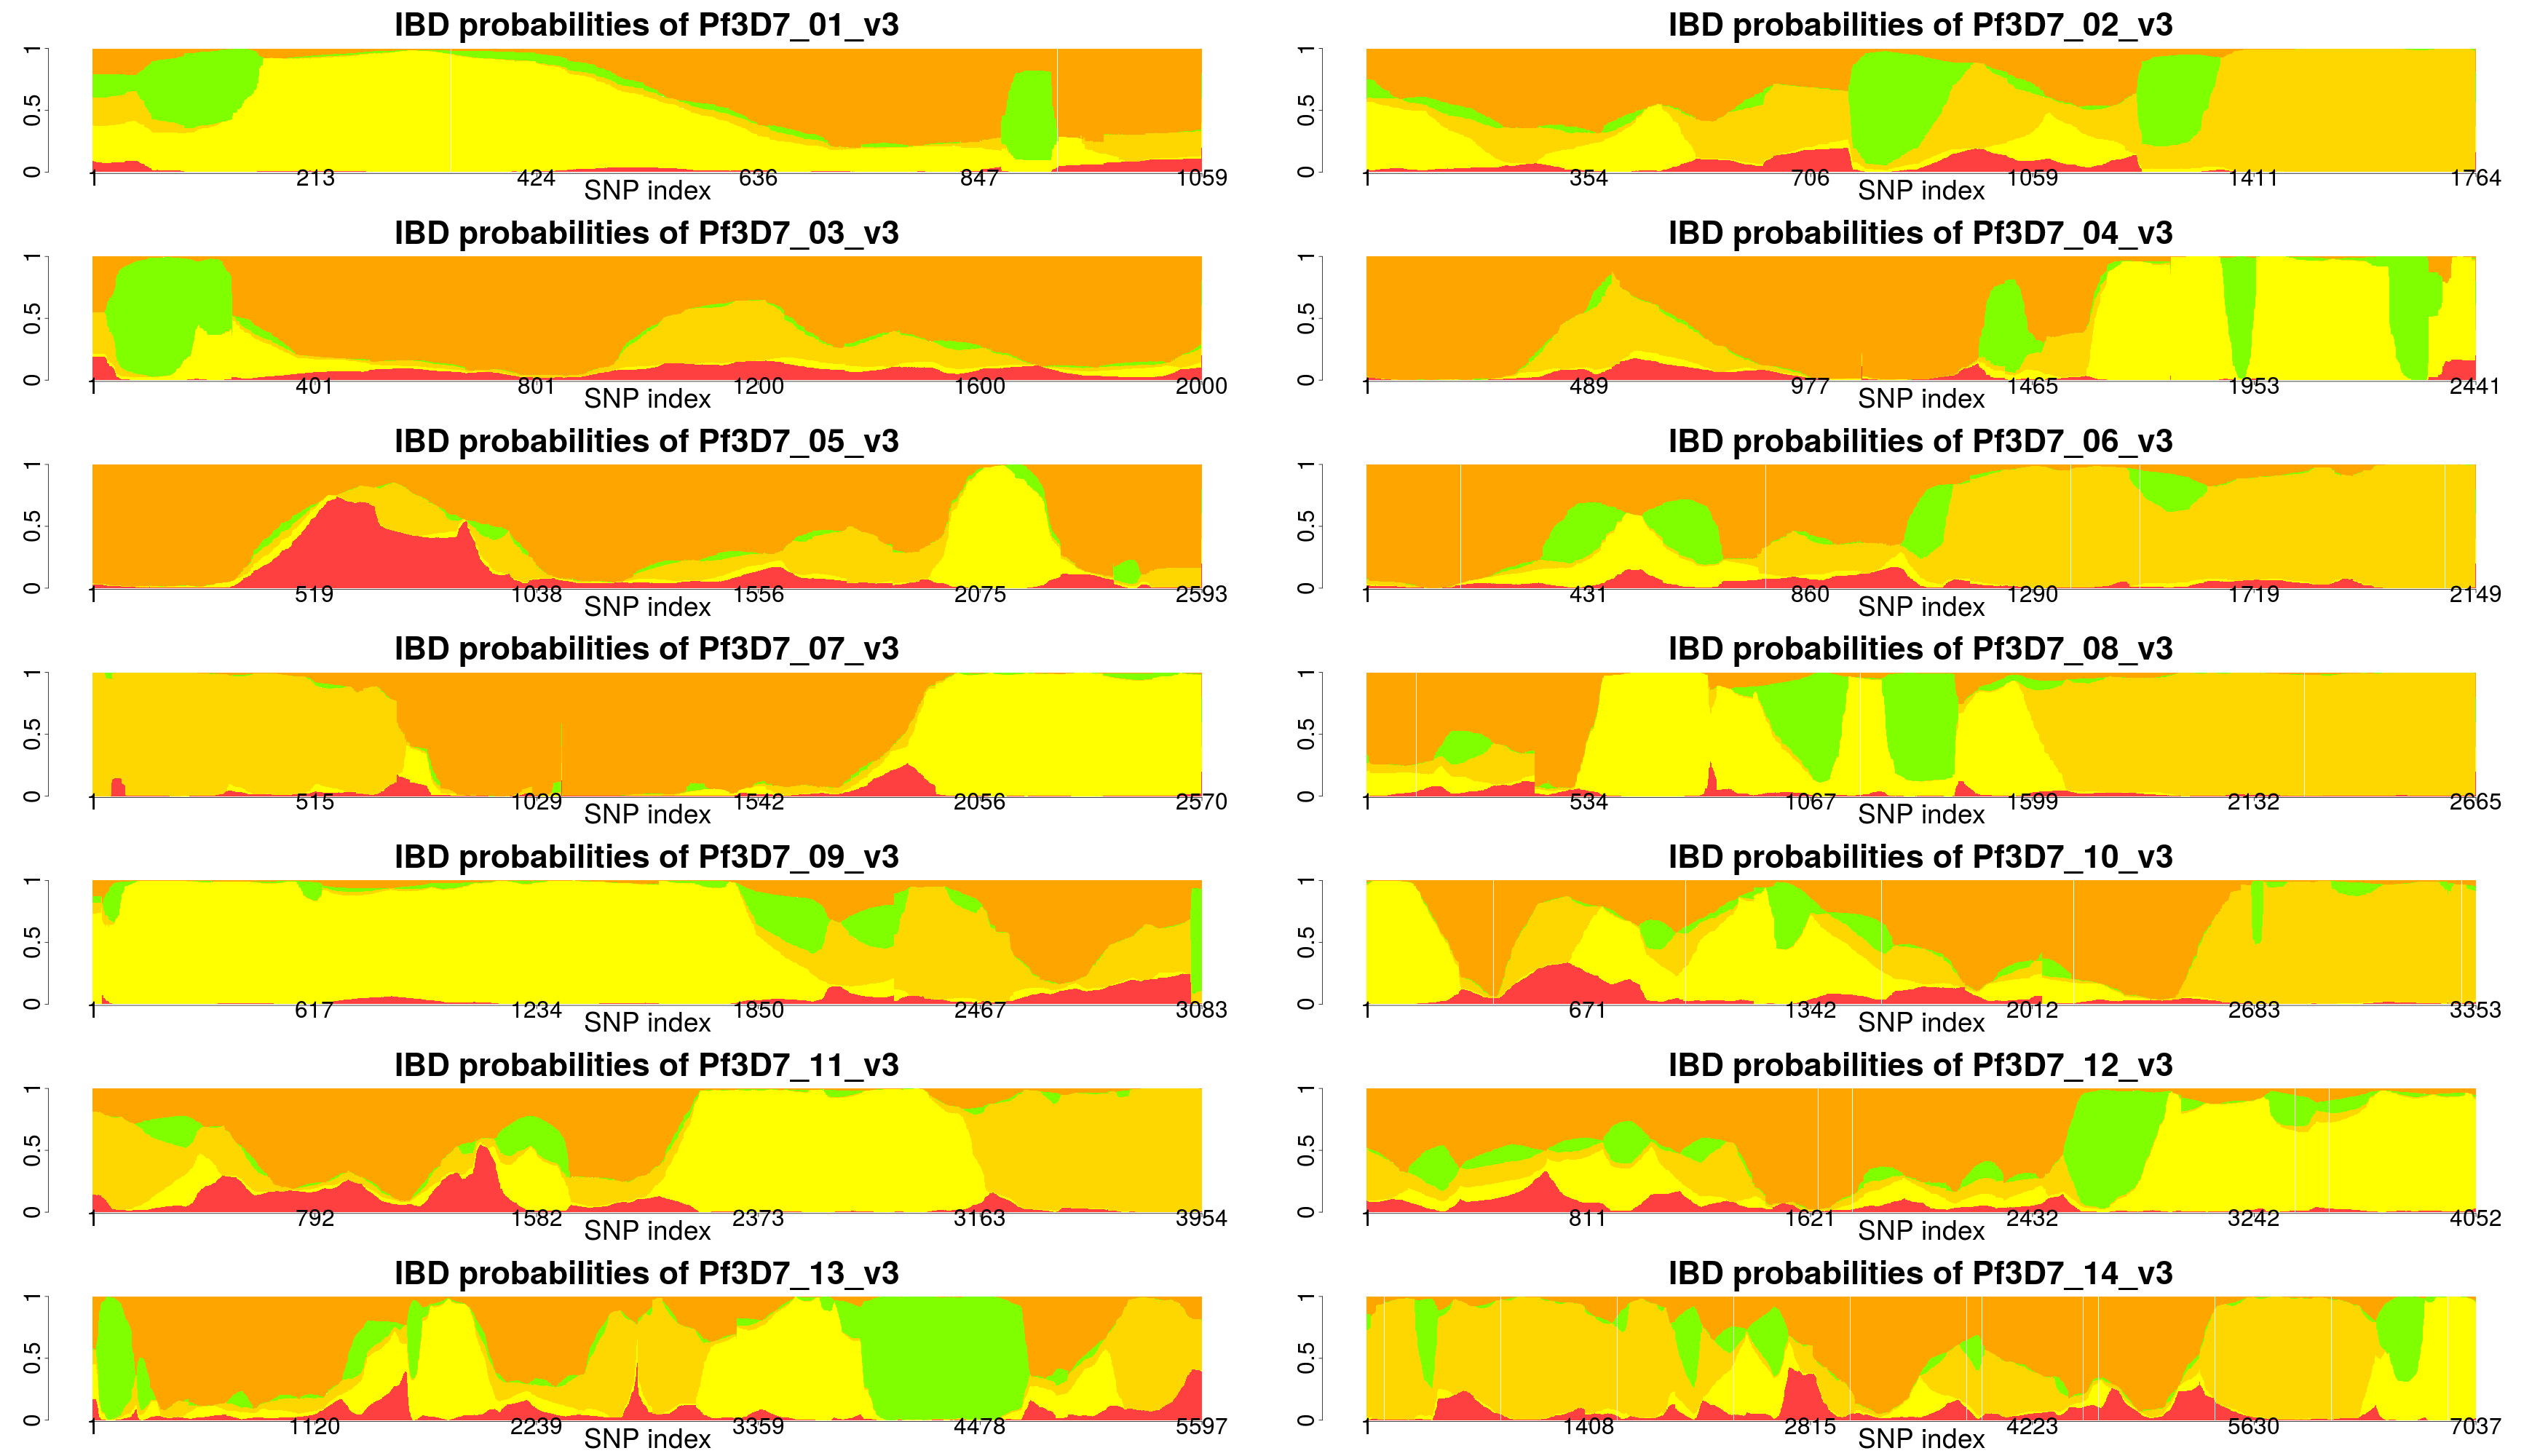 IBD probabilities of Pf3D7_01_v3
0 0.5 1
1 213 424 636 847 1059
SNP index
IBD probabilities of Pf3D7_02_v3
0 0.5 1
1 354 706 1059 1411 1764
SNP index
IBD probabilities of Pf3D7_03_v3
0 0.5 1
1 401 801 1200 1600 2000
SNP index
IBD probabilities of Pf3D7_04_v3
0 0.5 1
1 489 977 1465 1953 2441
SNP index
IBD probabilities of Pf3D7_05_v3
0 0.5 1
1 519 1038 1556 2075 2593
SNP index
IBD probabilities of Pf3D7_06_v3
0 0.5 1
1 431 860 1290 1719 2149
SNP index
IBD probabilities of Pf3D7_07_v3
0 0.5 1
1 515 1029 1542 2056 2570
SNP index
IBD probabilities of Pf3D7_08_v3
0 0.5 1
1 534 1067 1599 2132 2665
SNP index
IBD probabilities of Pf3D7_09_v3
0 0.5 1
1 617 1234 1850 2467 3083
SNP index
IBD probabilities of Pf3D7_10_v3
0 0.5 1
1 671 1342 2012 2683 3353
SNP index
IBD probabilities of Pf3D7_11_v3
0 0.5 1
1 792 1582 2373 3163 3954
SNP index
IBD probabilities of Pf3D7_12_v3
0 0.5 1
1 811 1621 2432 3242 4052
SNP index
IBD probabilities of Pf3D7_13_v3
0 0.5 1
1 1120 2239 3359 4478 5597
SNP index
IBD probabilities of Pf3D7_14_v3
0 0.5 1
1 1408 2815 4223 5630 7037
SNP index